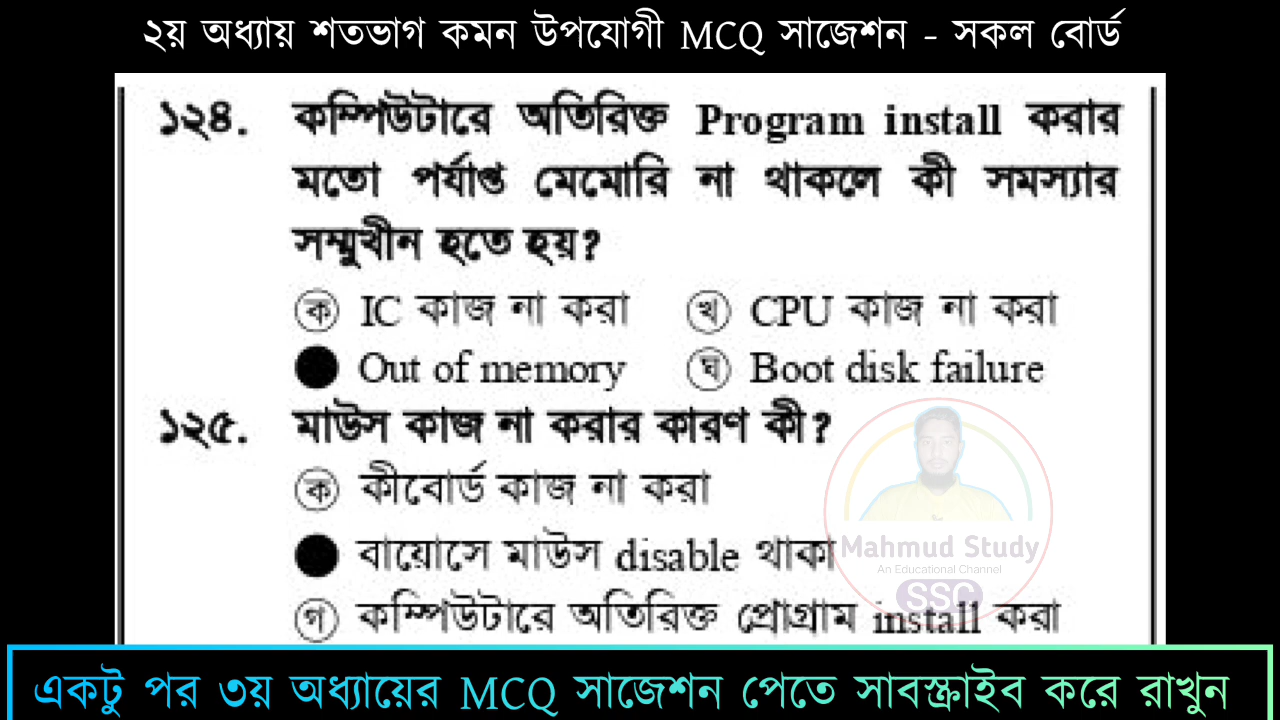 ২য় অধ্যায় শতভাগ কমন উপযোগী MCQ সাজেশন - সকল বোর্ড
১২৪. কম্পিউটারে অতিরিক্ত Program install করার
মতো পর্যাপ্ত মেমোরি না থাকলে কী সমস্যার
সম্মুখীন হতে হয়?
ক IC কাজ না করা খ CPU কাজ না করা
Out of memory ঘ Boot disk failure
১২৫. মাউস কাজ না করার কারণ কী?
ক কীবোর্ড কাজ না করা
বায়োসে মাউস disable থাকা
গ কম্পিউটারে অতিরিক্ত প্রোগ্রাম install করা
Mahmud Study
An Educational Channel
SSC
একটু পর ৩য় অধ্যায়ের MCQ সাজেশন পেতে সাবস্ক্রাইব করে রাখুন